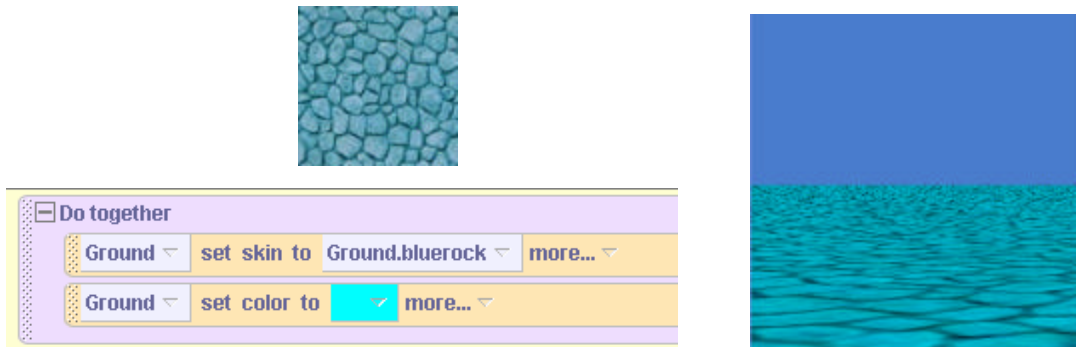 Do together
Ground set skin to Ground.bluerock more...
Ground set color to more...